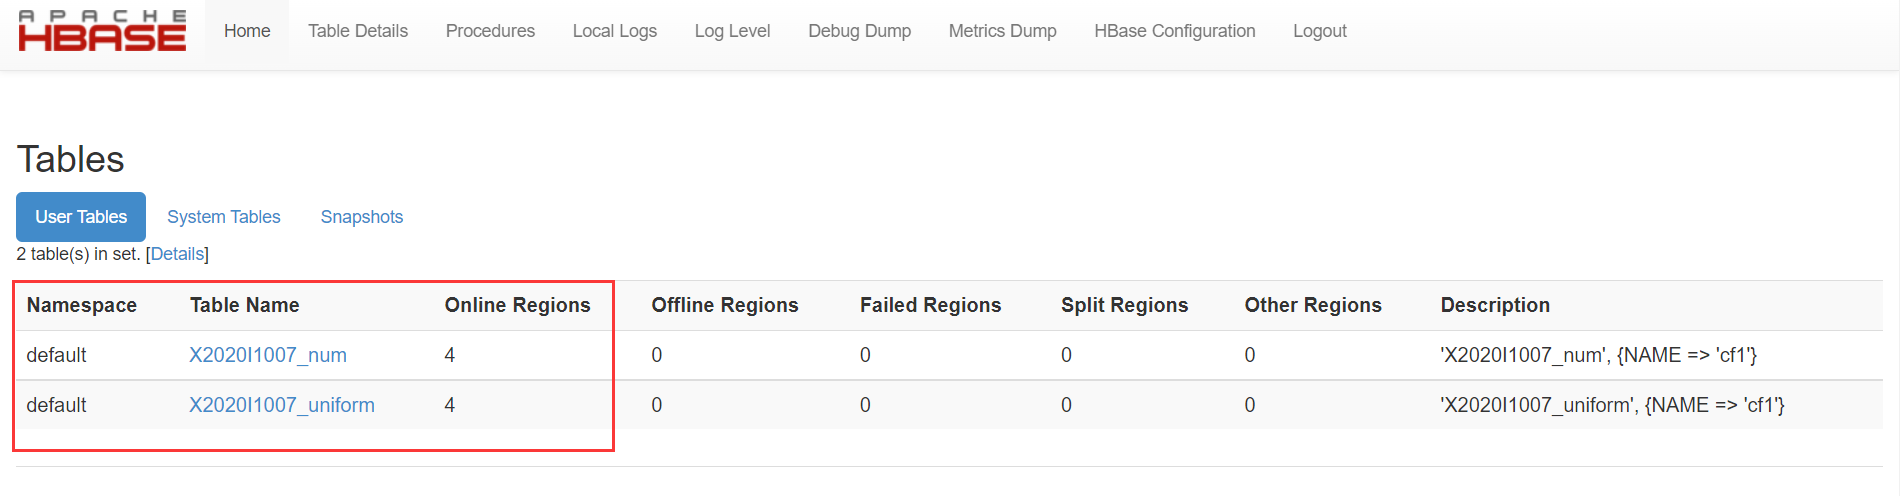 APACHE
HBASE Home Table Details Procedures Local Logs Log Level Debug Dump Metrics Dump HBase Configuration Logout
Tables
User Tables System Tables Snapshots
2 table(s) in set. [Details]
Namespace Table Name Online Regions Offline Regions Failed Regions Split Regions Other Regions Description
default X2020I1007_num 4 0 0 0 0 'X2020I1007_num', {NAME => 'cf1'}
default X2020I1007_uniform 4 0 0 0 0 'X2020I1007_uniform', {NAME => 'cf1'}